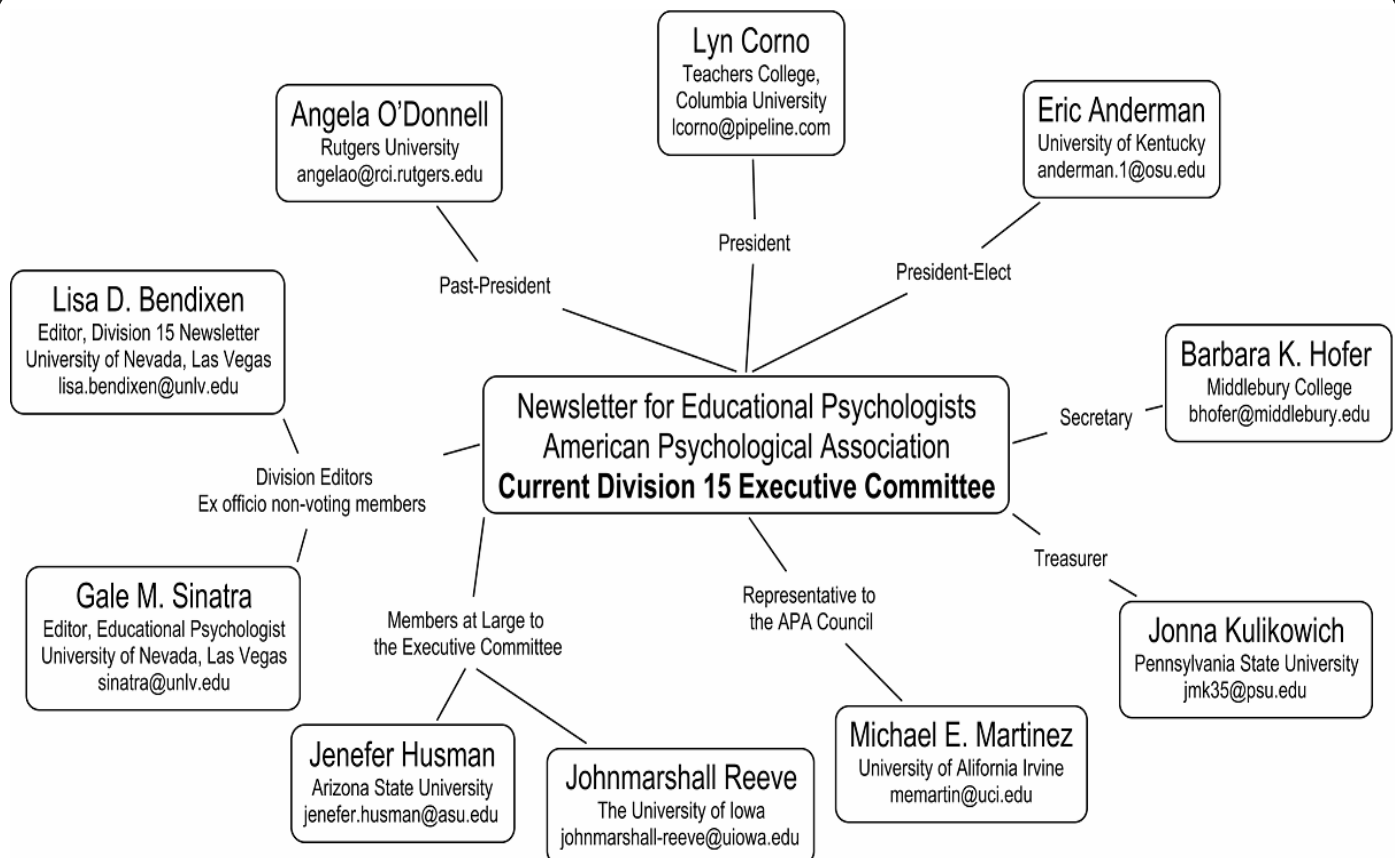 Lyn Corno
Teachers College,
Columbia University
lcorno@pipeline.com
Angela O’Donnell
Rutgers University
angelao@rci.rutgers.edu
Eric Anderman
University of Kentucky
anderman.1@osu.edu
President
Past-President
President-Elect
Lisa D. Bendixen
Editor, Division 15 Newsletter
University of Nevada, Las Vegas
lisa.bendixen@unlv.edu
Barbara K. Hofer
Middlebury College
bhofer@middlebury.edu
Newsletter for Educational Psychologists
American Psychological Association
Current Division 15 Executive Committee
Secretary
Division Editors
Ex officio non-voting members
Treasurer
Gale M. Sinatra
Editor, Educational Psychologist
University of Nevada, Las Vegas
sinatra@unlv.edu
Members at Large to
the Executive Committee
Representative to
the APA Council
Jonna Kulikowich
Pennsylvania State University
jmk35@psu.edu
Jenefer Husman
Arizona State University
jenefer.husman@asu.edu
Johnmarshall Reeve
The University of Iowa
johnmarshall-reeve@uiowa.edu
Michael E. Martinez
University of Alifornia Irvine
memartin@uci.edu